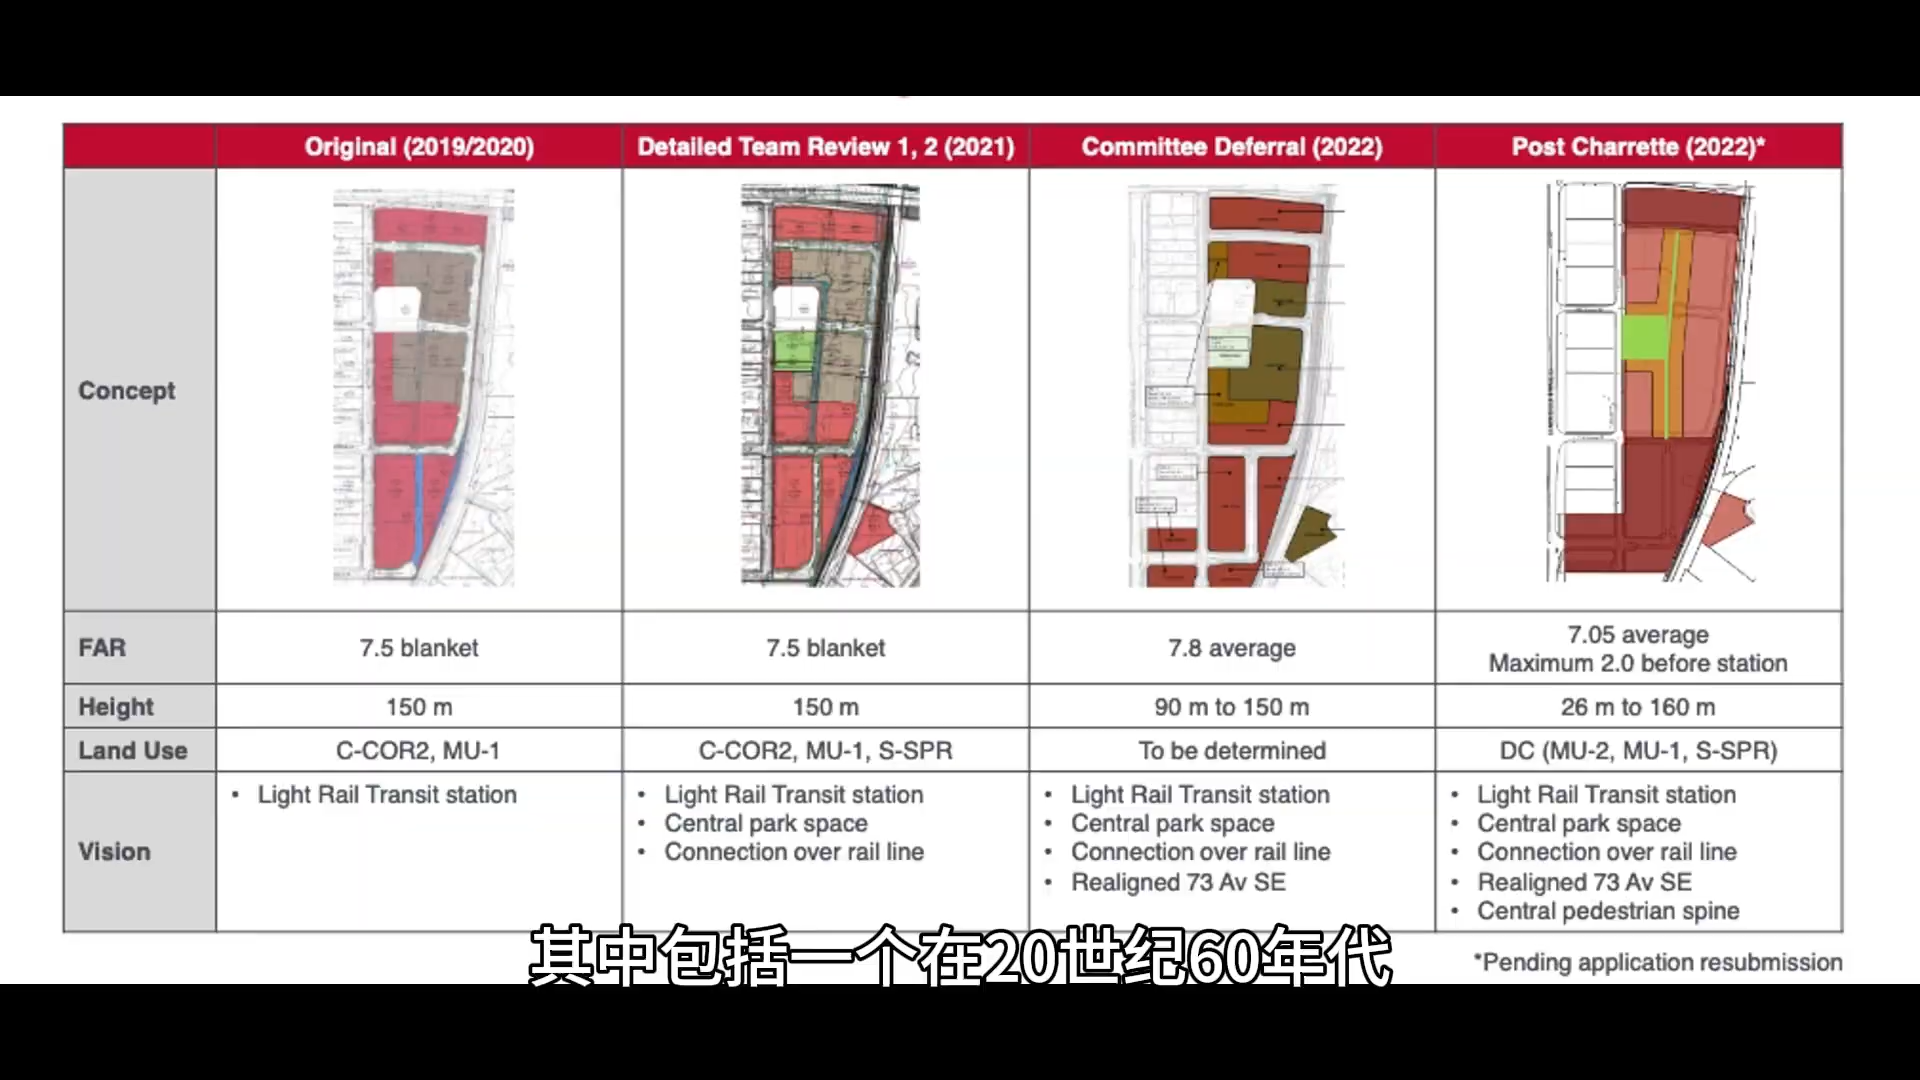 Original (2019/2020)
Detailed Team Review 1, 2 (2021)
Committee Deferral (2022)
Post Charrette (2022)*
Concept
FAR
7.5 blanket
7.5 blanket
7.8 average
7.05 average
Maximum 2.0 before station
Height
150 m
150 m
90 m to 150 m
26 m to 160 m
Land Use
C-COR2, MU-1
C-COR2, MU-1, S-SPR
To be determined
DC (MU-2, MU-1, S-SPR)
Vision
• Light Rail Transit station
• Light Rail Transit station
• Central park space
• Connection over rail line
• Light Rail Transit station
• Central park space
• Connection over rail line
• Realigned 73 Av SE
• Light Rail Transit station
• Central park space
• Connection over rail line
• Realigned 73 Av SE
• Central pedestrian spine
*Pending application resubmission
其中包括一个在20世纪60年代